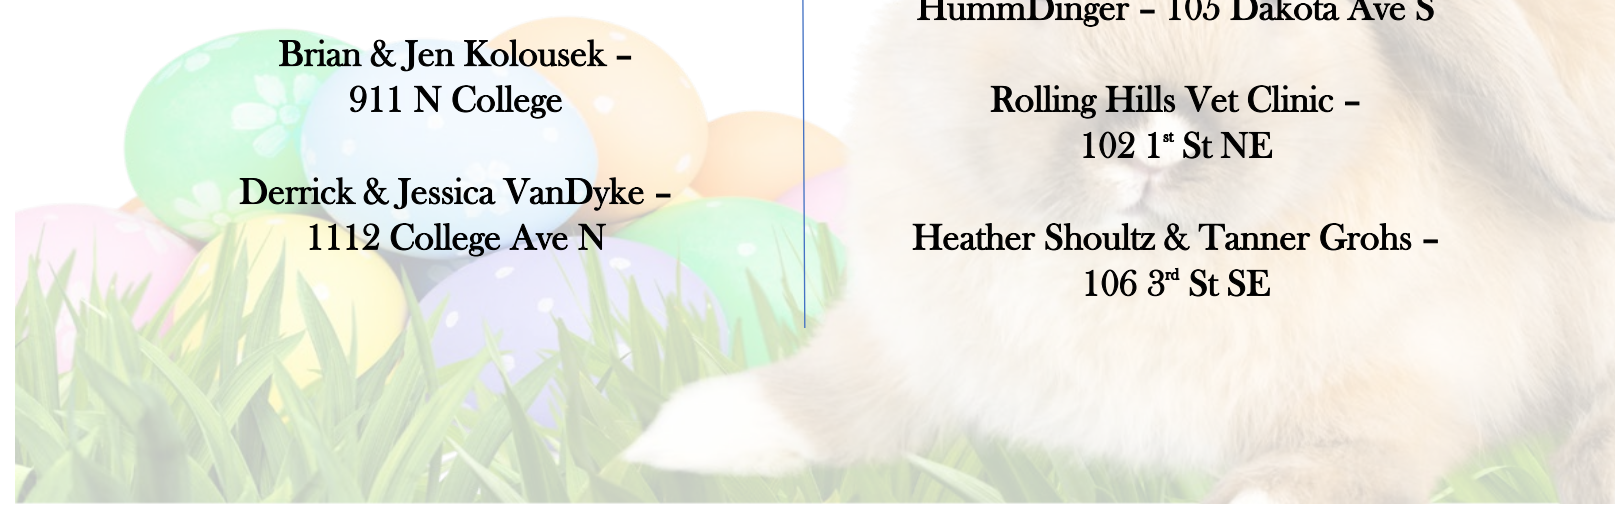 Brian & Jen Kolousek –
911 N College
Derrick & Jessica VanDyke –
1112 College Ave N
HummDinger – 105 Dakota Ave S
Rolling Hills Vet Clinic –
102 1st St NE
Heather Shoultz & Tanner Grohs –
106 3rd St SE